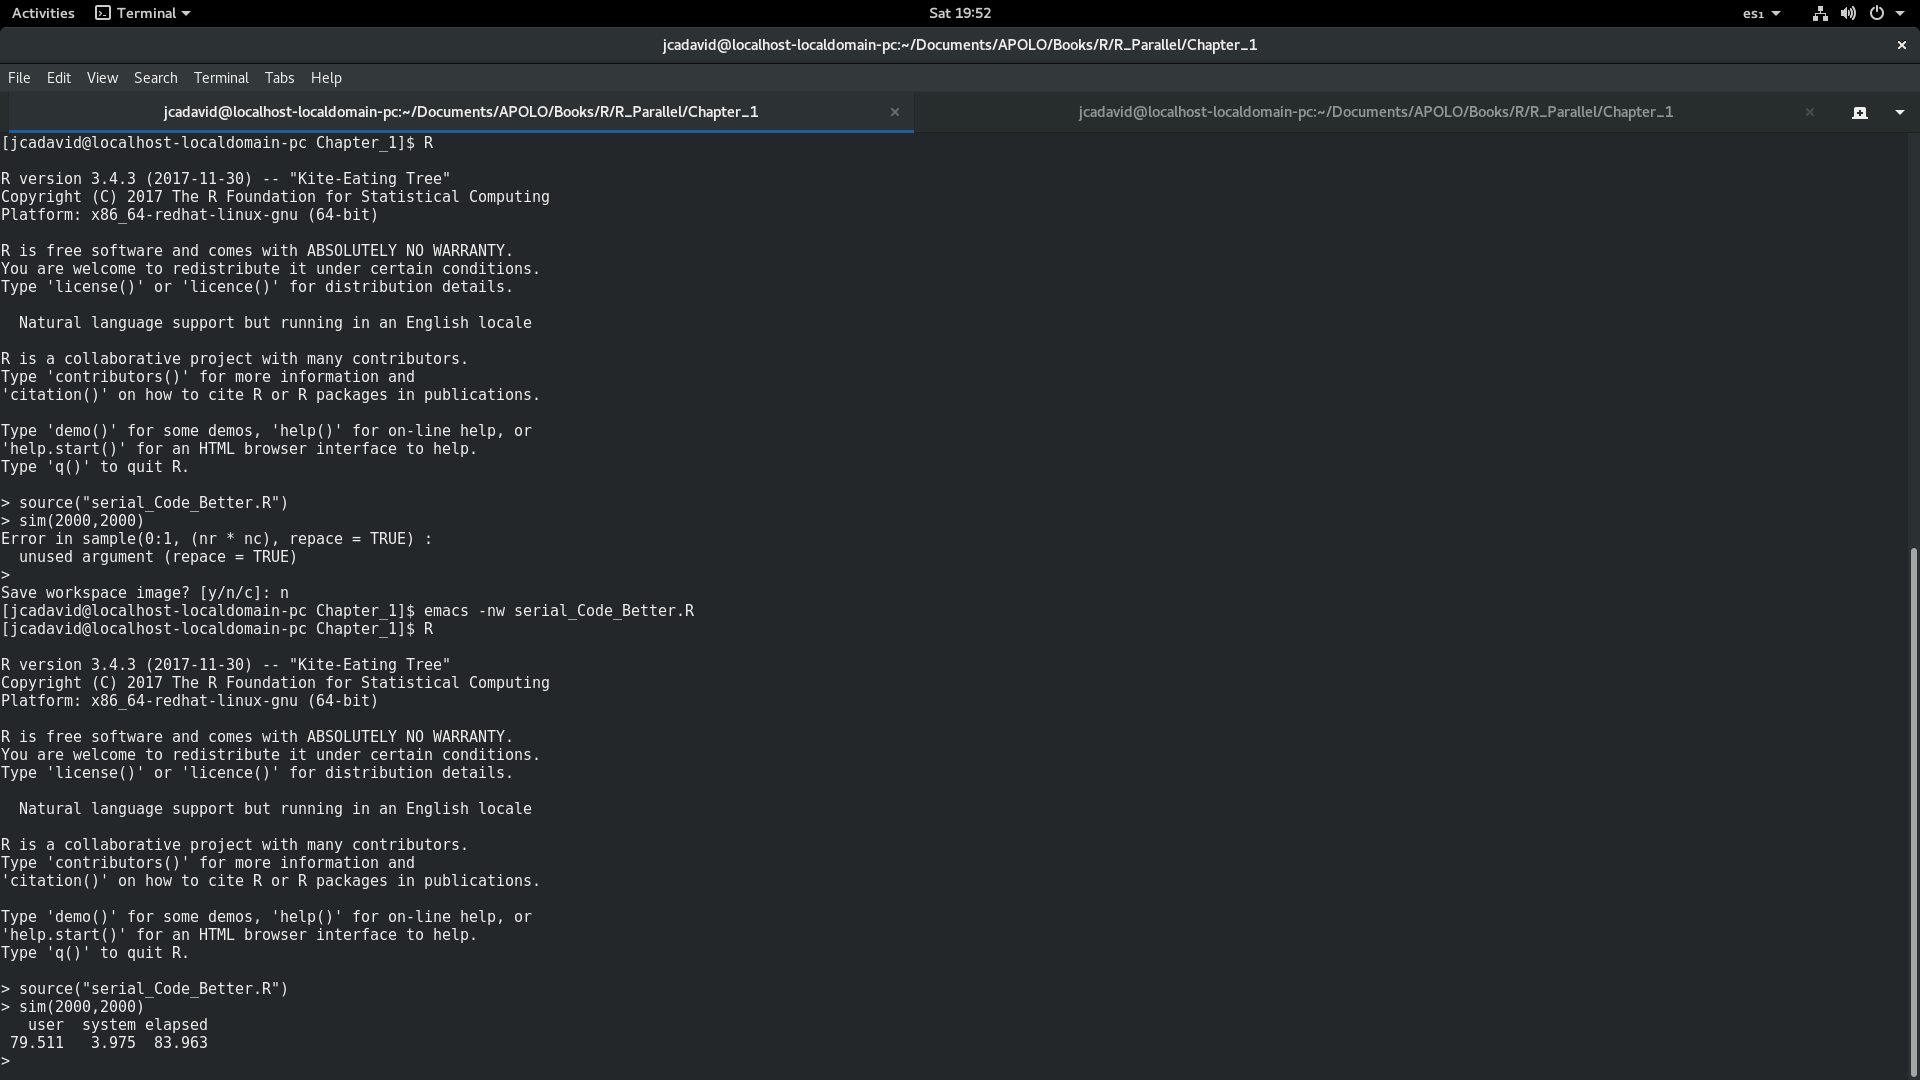 Activities Terminal Sat 19:52 es1
jcadavid@localhost-localdomain-pc:~/Documents/APOLO/Books/R/R_Parallel/Chapter_1
File Edit View Search Terminal Tabs Help
jcadavid@localhost-localdomain-pc:~/Documents/APOLO/Books/R/R_Parallel/Chapter_1 jcadavid@localhost-localdomain-pc:~/Documents/APOLO/Books/R/R_Parallel/Chapter_1
[jcadavid@localhost-localdomain-pc Chapter_1]$ R
R version 3.4.3 (2017-11-30) -- "Kite-Eating Tree"
Copyright (C) 2017 The R Foundation for Statistical Computing
Platform: x86_64-redhat-linux-gnu (64-bit)
R is free software and comes with ABSOLUTELY NO WARRANTY.
You are welcome to redistribute it under certain conditions.
Type 'license()' or 'licence()' for distribution details.
Natural language support but running in an English locale
R is a collaborative project with many contributors.
Type 'contributors()' for more information and
'citation()' on how to cite R or R packages in publications.
Type 'demo()' for some demos, 'help()' for on-line help, or
'help.start()' for an HTML browser interface to help.
Type 'q()' to quit R.
> source("serial_Code_Better.R")
> sim(2000,2000)
Error in sample(0:1, (nr * nc), repace = TRUE) :
unused argument (repace = TRUE)
>
Save workspace image? [y/n/c]: n
[jcadavid@localhost-localdomain-pc Chapter_1]$ emacs -nw serial_Code_Better.R
[jcadavid@localhost-localdomain-pc Chapter_1]$ R
R version 3.4.3 (2017-11-30) -- "Kite-Eating Tree"
Copyright (C) 2017 The R Foundation for Statistical Computing
Platform: x86_64-redhat-linux-gnu (64-bit)
R is free software and comes with ABSOLUTELY NO WARRANTY.
You are welcome to redistribute it under certain conditions.
Type 'license()' or 'licence()' for distribution details.
Natural language support but running in an English locale
R is a collaborative project with many contributors.
Type 'contributors()' for more information and
'citation()' on how to cite R or R packages in publications.
Type 'demo()' for some demos, 'help()' for on-line help, or
'help.start()' for an HTML browser interface to help.
Type 'q()' to quit R.
> source("serial_Code_Better.R")
> sim(2000,2000)
user system elapsed
79.511 3.975 83.963
>